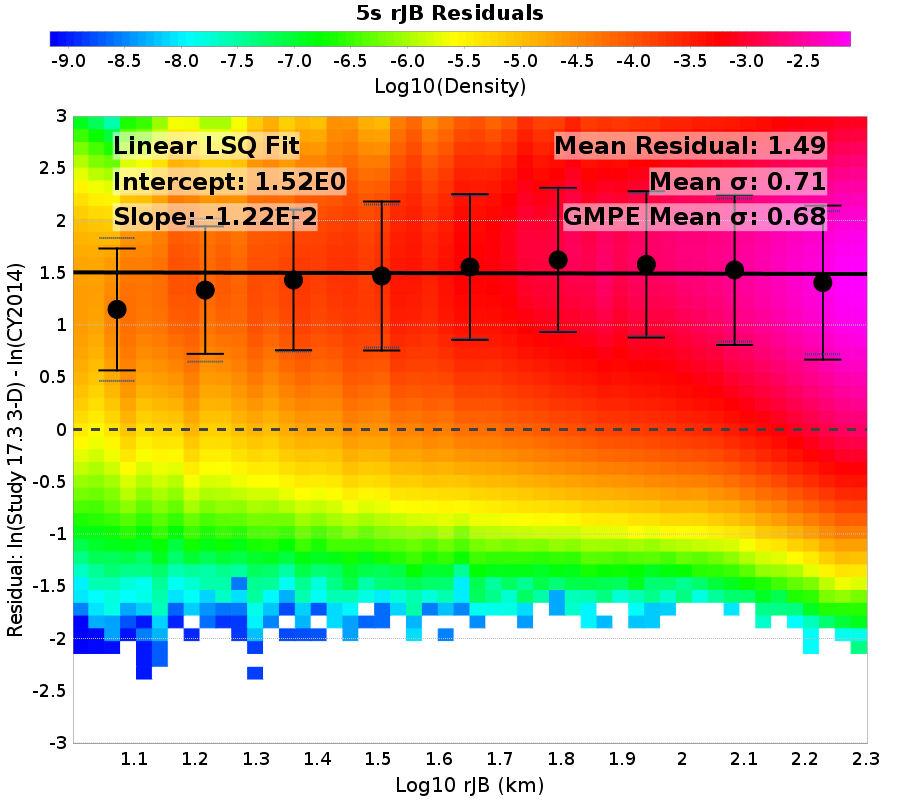 5s rJB Residuals
-9.0 -8.5 -8.0 -7.5 -7.0 -6.5 -6.0 -5.5 -5.0 -4.5 -4.0 -3.5 -3.0 -2.5
Log10(Density)
Linear LSQ Fit
Intercept: 1.52E0
Slope: -1.22E-2
Mean Residual: 1.49
Mean σ: 0.71
GMPE Mean σ: 0.68
Residual: ln(Study 17.3 3-D) - ln(CY2014)
3
2.5
2
1.5
1
0.5
0
-0.5
-1
-1.5
-2
-2.5
-3
1.1 1.2 1.3 1.4 1.5 1.6 1.7 1.8 1.9 2 2.1 2.2 2.3
Log10 rJB (km)